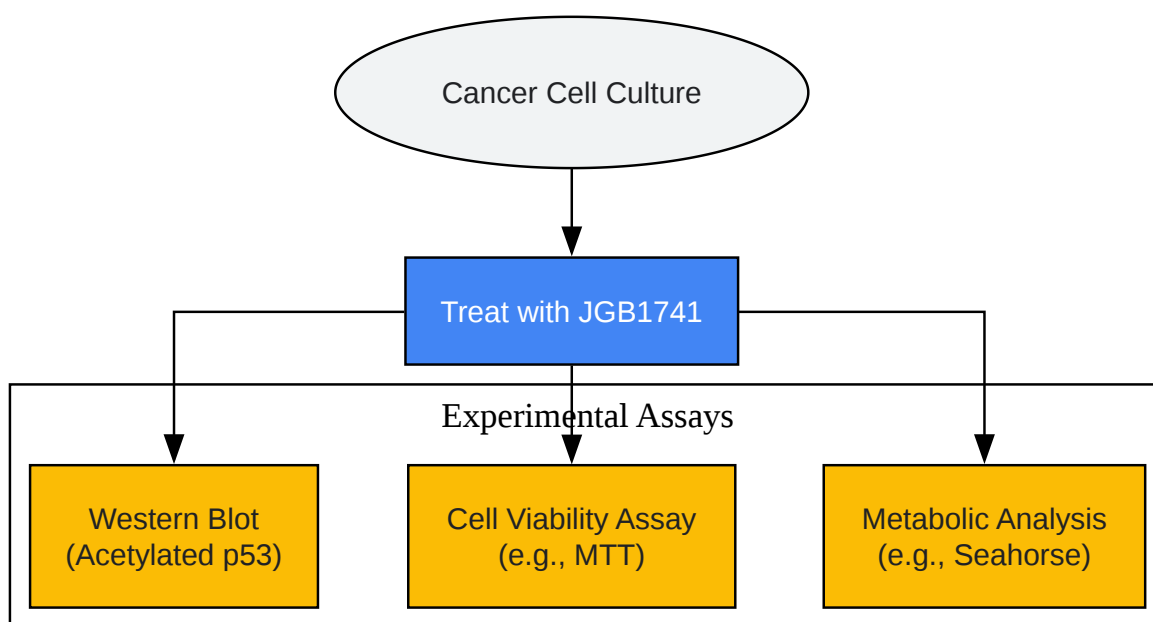 Cancer Cell Culture
Treat with JGB1741
Experimental Assays
Western Blot
(Acetylated p53)
Cell Viability Assay
(e.g., MTT)
Metabolic Analysis
(e.g., Seahorse)